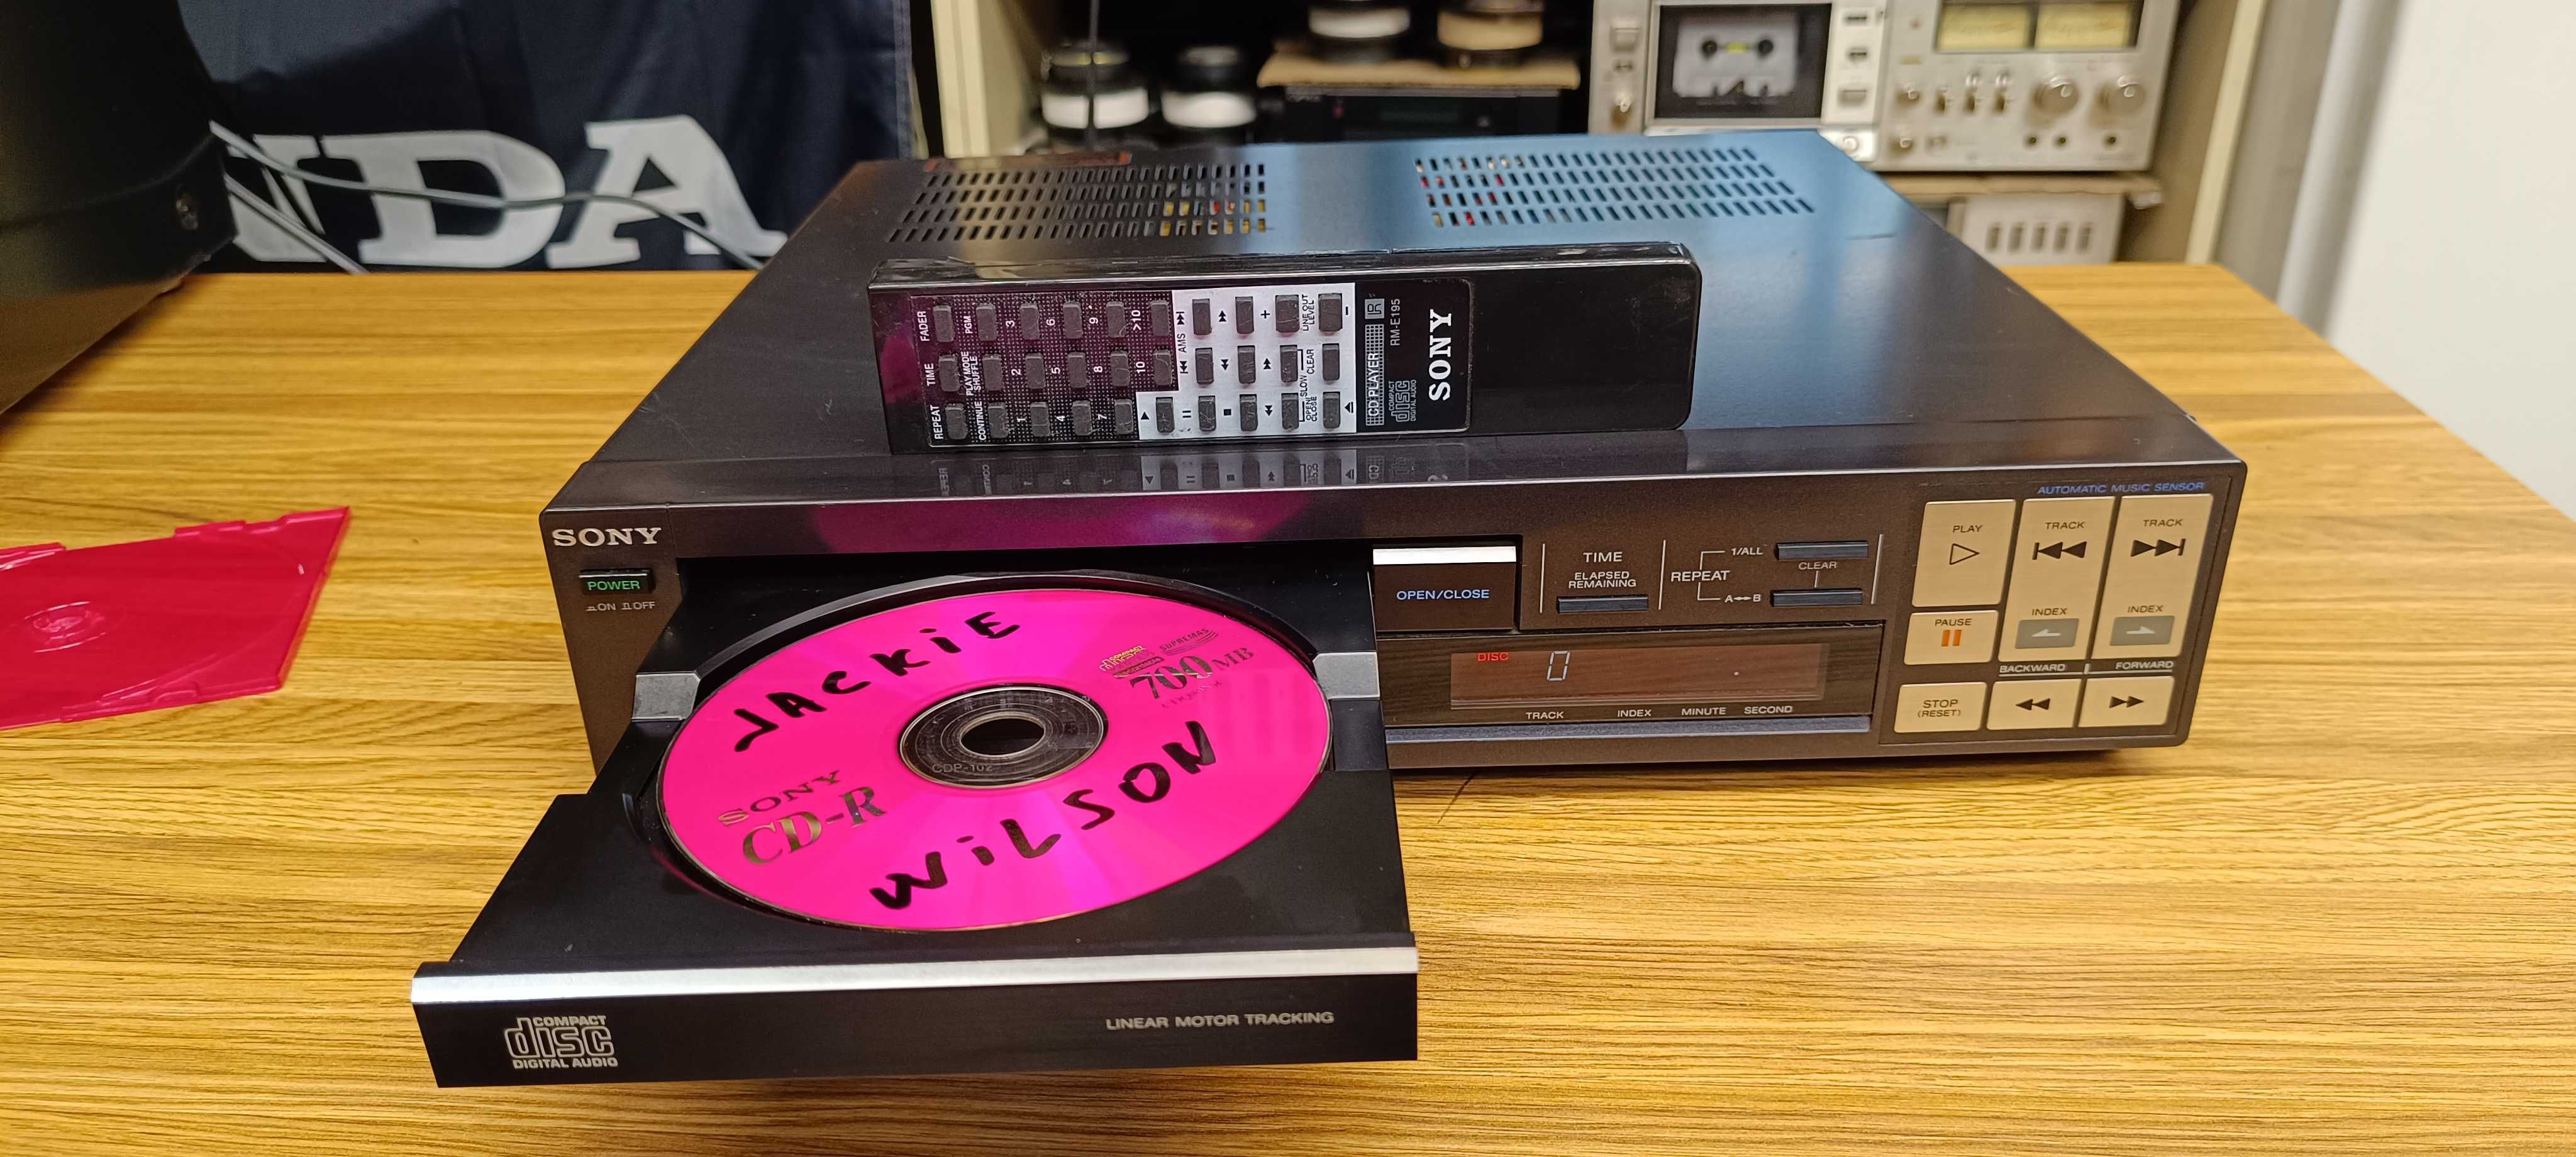 NDA
FADER
TIME
REPEAT
PGM
PLAY MODE
SHUFFLE
CONTINUE
3
2
1
6
5
4
9
8
7
>10
10
AMS
+
-
LINE OUT
LEVEL
CLEAR
SLOW
OPEN/
CLOSE
CD PLAYER
RM-E195
COMPACT
disc
DIGITAL AUDIO
SONY
SONY
POWER
ON OFF
OPEN/CLOSE
TIME
ELAPSED
REMAINING
REPEAT
1/ALL
CLEAR
A↔B
AUTOMATIC MUSIC SENSOR
PLAY
TRACK
TRACK
PAUSE
INDEX
INDEX
BACKWARD
FORWARD
STOP
(RESET)
DISC
0
TRACK INDEX MINUTE SECOND
JACKiE
WiLSON
SUPREMAS
700MB
SONY
CD-R
CDP-102
COMPACT
disc
DIGITAL AUDIO
LINEAR MOTOR TRACKING